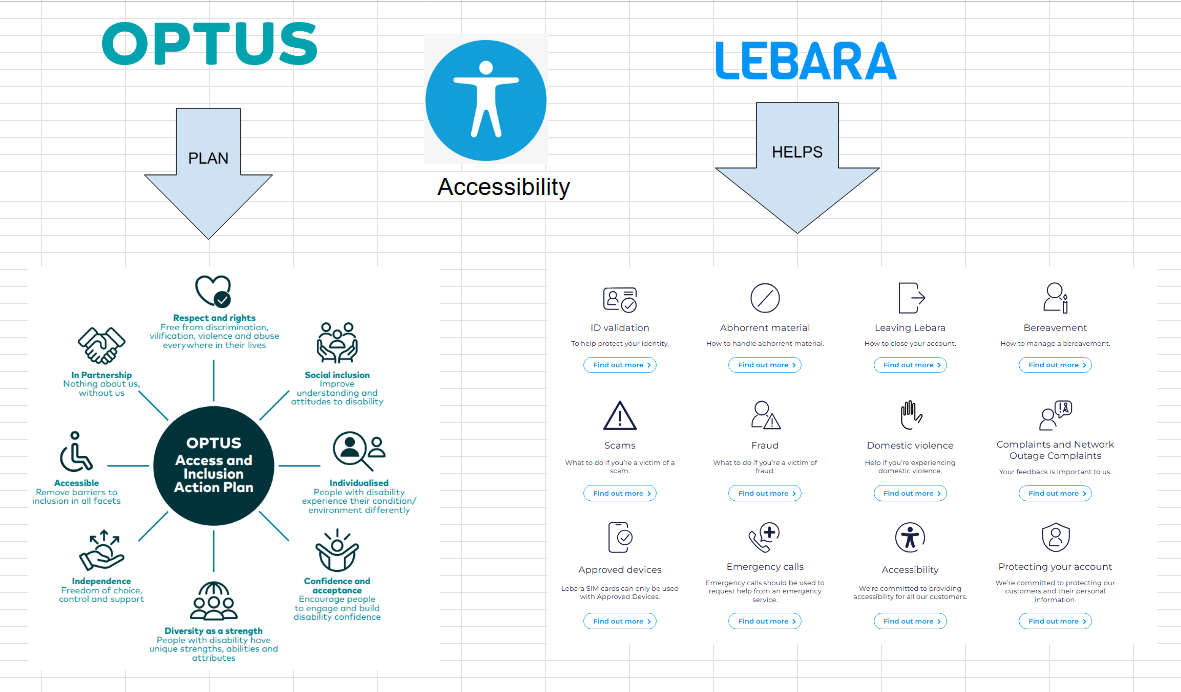 OPTUS
LEBARA
PLAN
HELPS
Accessibility
Respect and rights
Free from discrimination,
vilification, violence and abuse
everywhere in their lives
In Partnership
Nothing about us,
without us
Social inclusion
Improve
understanding and
attitudes to disability
OPTUS
Access and
Inclusion
Action Plan
Accessible
Remove barriers to
inclusion in all facets
Individualised
People with disability
experience their condition/
environment differently
Independence
Freedom of choice,
control and support
Confidence and
acceptance
Encourage people
to engage and build
disability confidence
Diversity as a strength
People with disability have
unique strengths, abilities and
attributes
ID validation
To help protect your identity.
Find out more
Abhorrent material
How to handle abhorrent material.
Find out more
Leaving Lebara
How to close your account.
Find out more
Bereavement
How to manage a bereavement.
Find out more
Scams
What to do if you're a victim of a
scam.
Find out more
Fraud
What to do if you're a victim of
fraud.
Find out more
Domestic violence
Help if you're experiencing
domestic violence.
Find out more
Complaints and Network
Outage Complaints
Your feedback is important to us.
Find out more
Approved devices
Lebara SIM cards can only be used
with Approved Devices.
Find out more
Emergency calls
Emergency calls should be used to
request help from an emergency
service.
Find out more
Accessibility
We're committed to providing
accessibility for all our customers.
Find out more
Protecting your account
We're committed to protecting our
customers and their personal
information.
Find out more